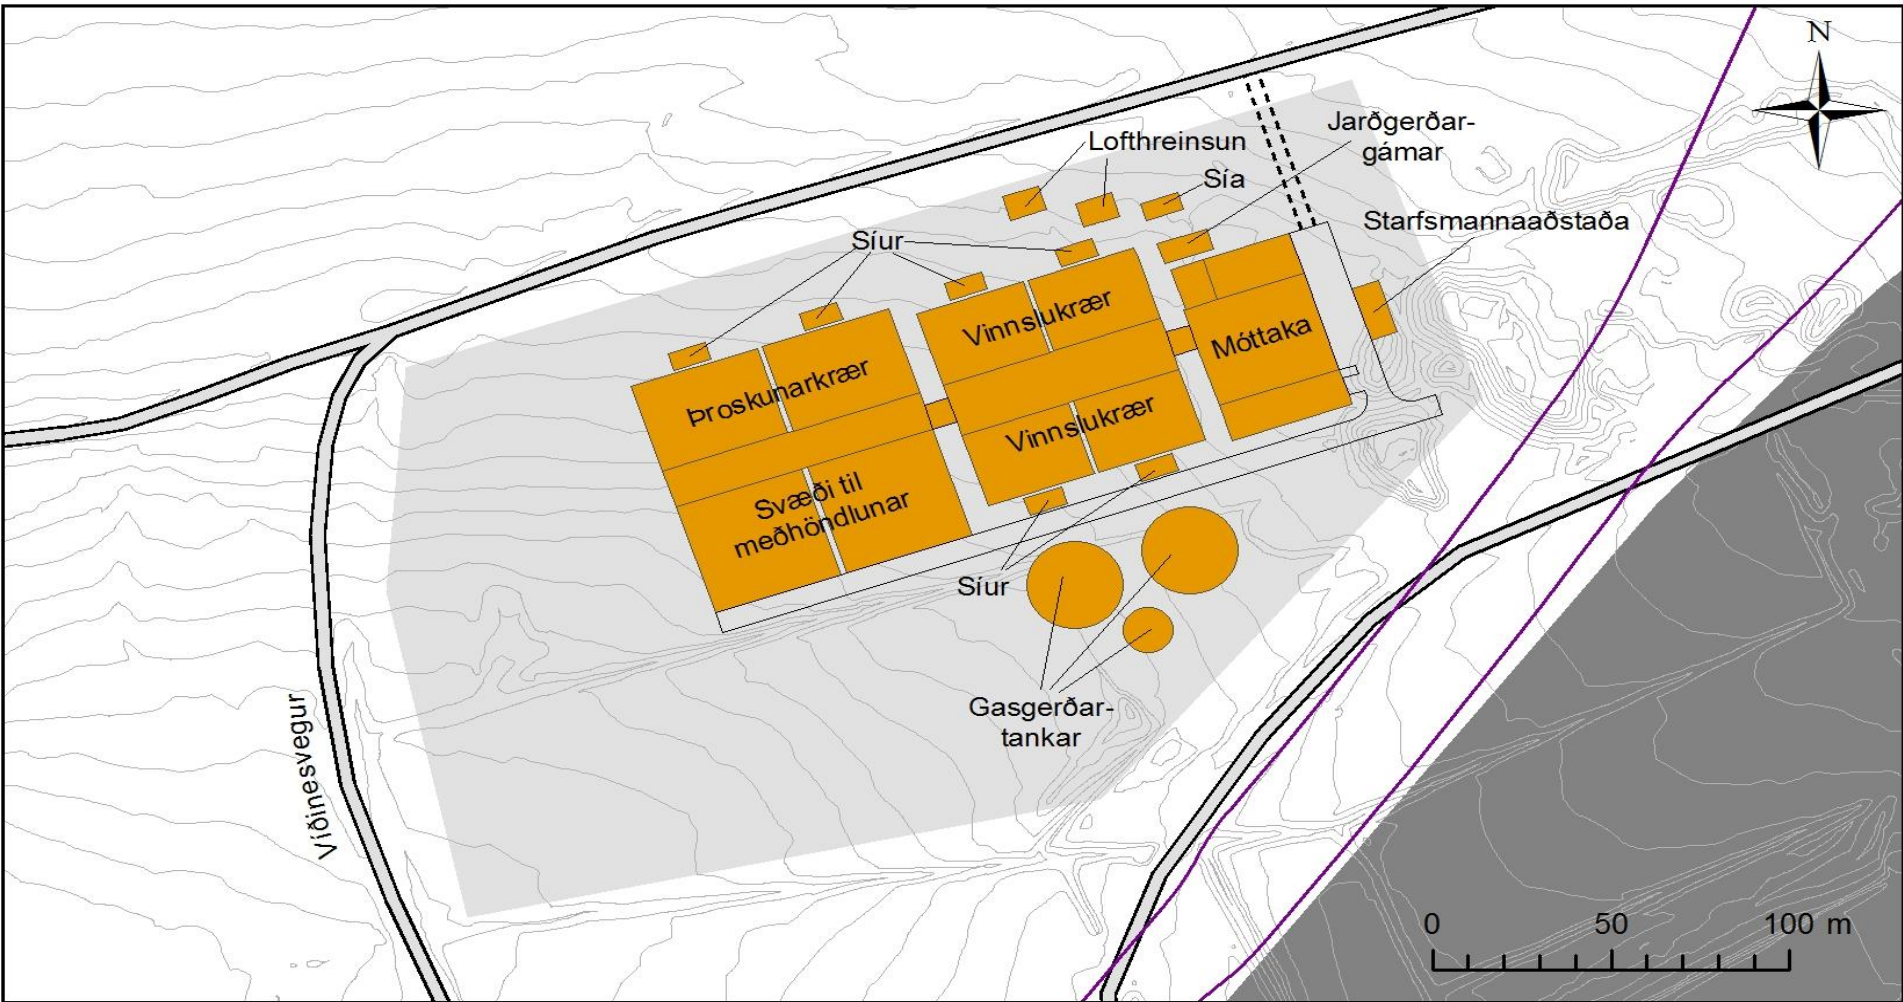 N
Lofthreinsun
Jarðgerðar-
gámar
Sía
Starfsmannaaðstaða
Síur
Vinnslukrær
Móttaka
Þroskunarkrær
Vinnslukrær
Svæði til
meðhöndlunar
Síur
Gasgerðar-
tankar
Víðinesvegur
0 50 100 m